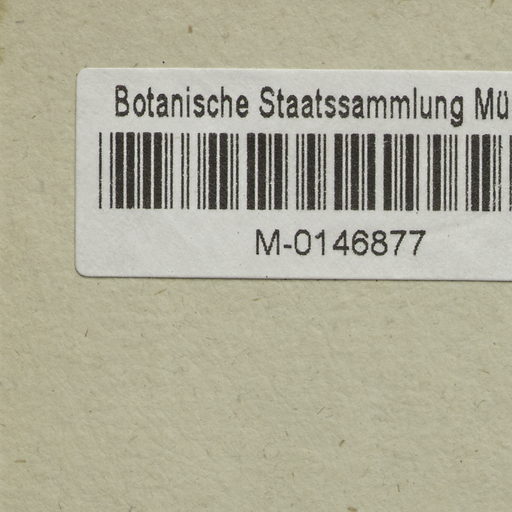 Botanische Staatssammlung Mü
M-0146877